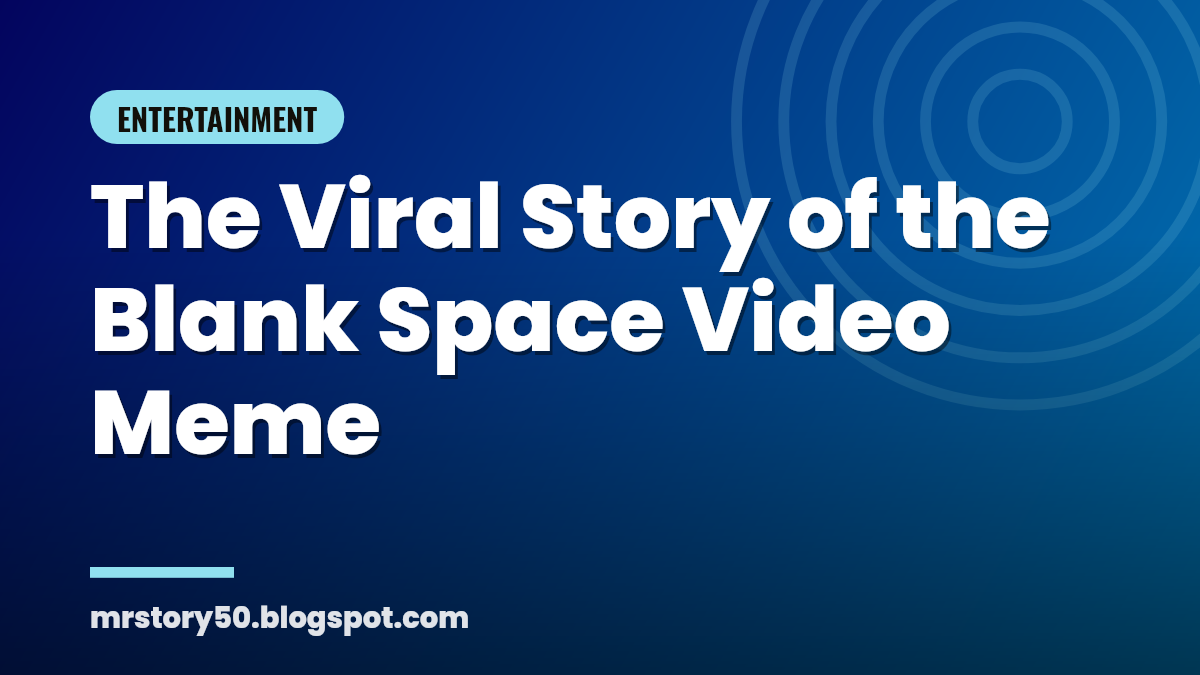 ENTERTAINMENT
The Viral Story of the
Blank Space Video
Meme
mrstory50.blogspot.com